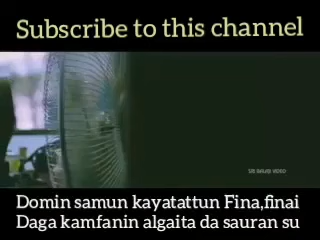 Subscribe to this channel
Domin samun kayatattun Fina,finai
Daga kamfanin algaita da sauran su